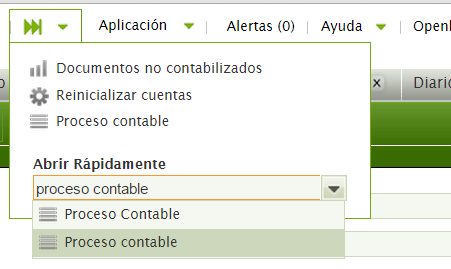 Aplicación Alertas (0) Ayuda
Documentos no contabilizados
Reinicializar cuentas
Proceso contable
Abrir Rápidamente
proceso contable
Proceso Contable
Proceso contable